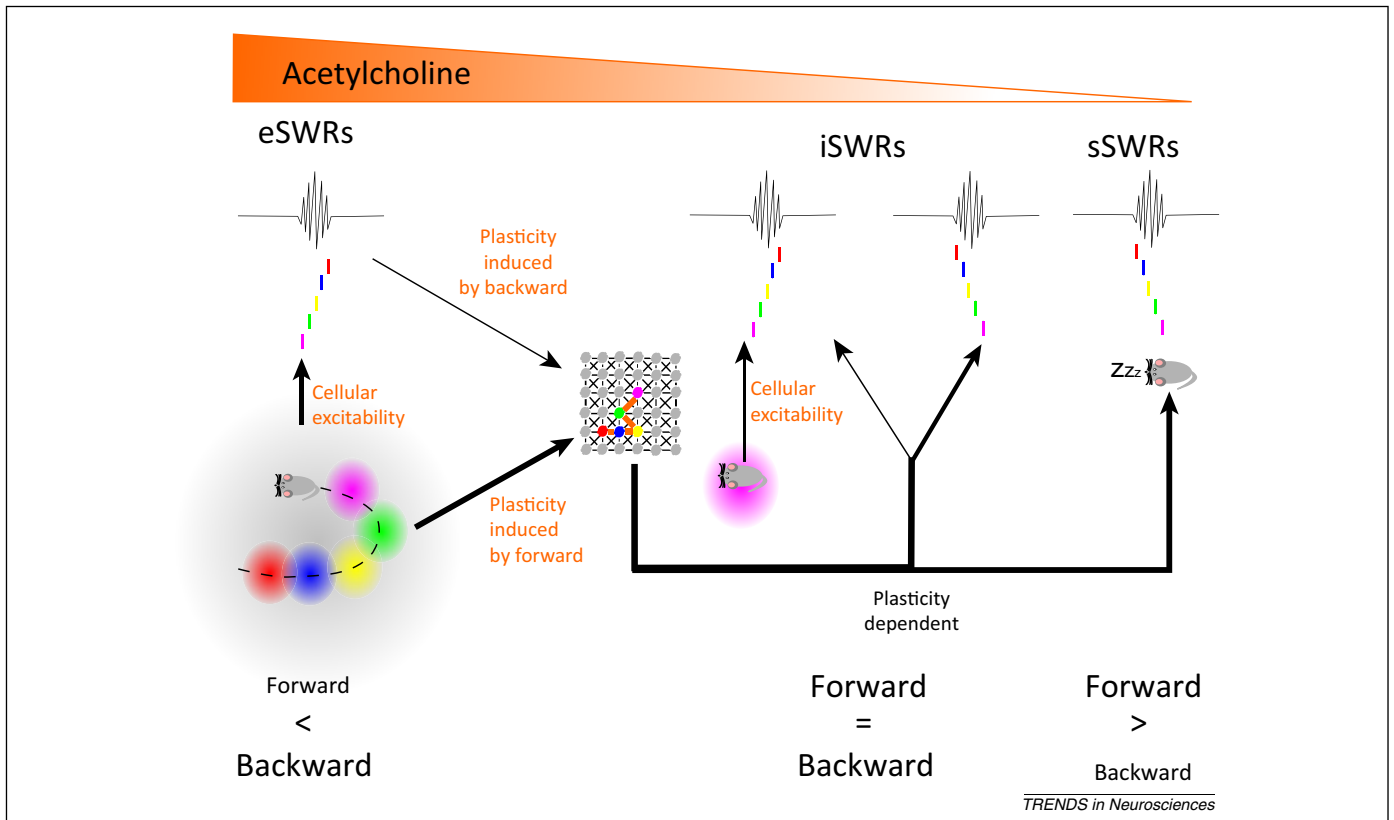 Acetylcholine
eSWRs
iSWRs
sSWRs
Plasticity
induced
by backward
Cellular
excitability
Cellular
excitability
zzz
Plasticity
induced
by forward
Plasticity
dependent
Forward
<
Backward
Forward
=
Backward
Forward
>
Backward
TRENDS in Neurosciences